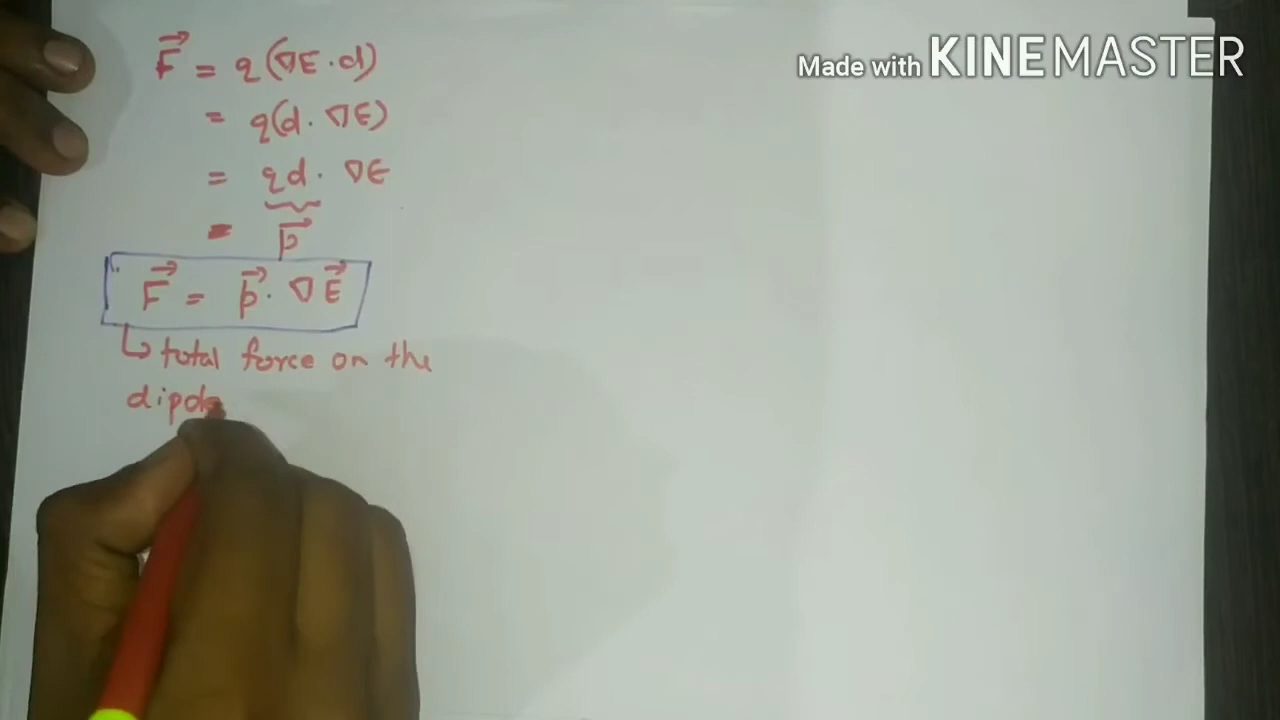 F⃗ = q(∇E · d)
= q(d · ∇E)
= qd · ∇E
= p⃗
F⃗ = p⃗ · ∇E⃗
↳ total force on the
dipole
Made with KINEMASTER